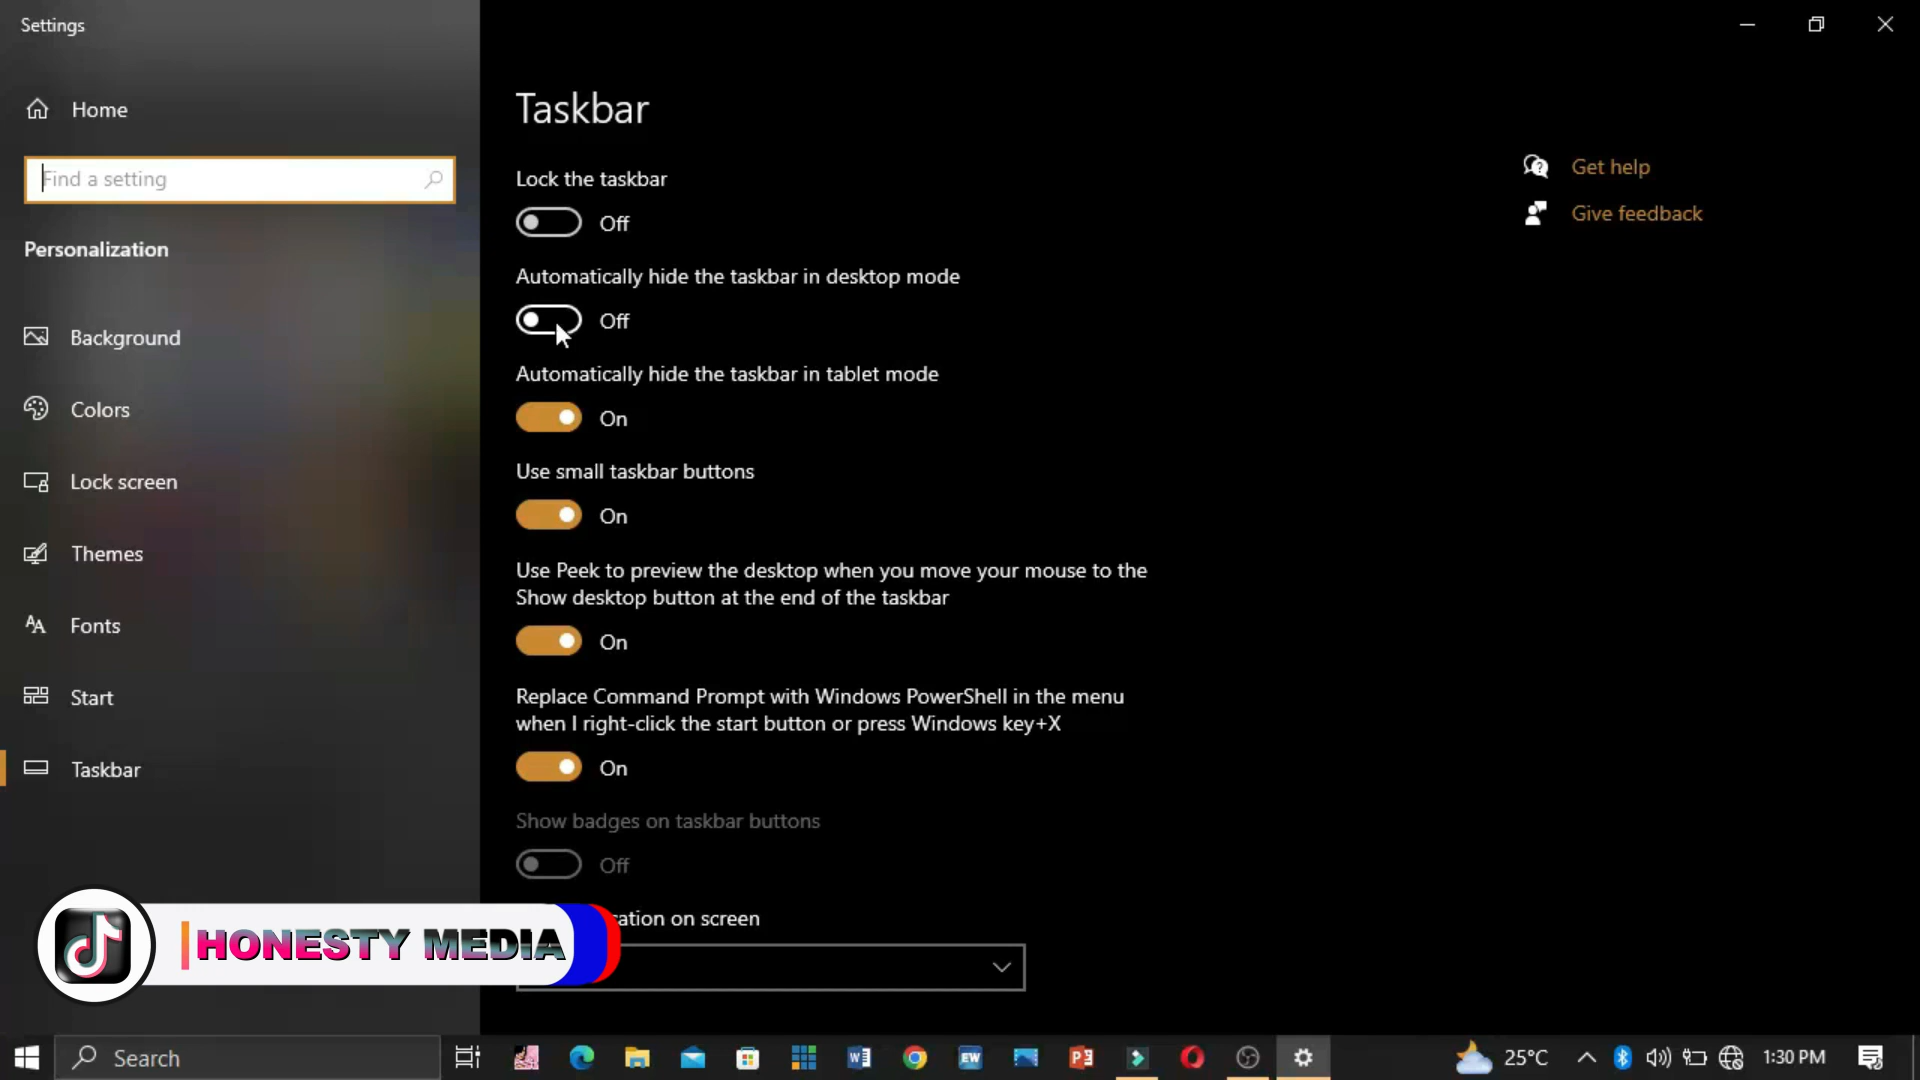 Settings
Home
Find a setting
Personalization
Background
Colors
Lock screen
Themes
Fonts
Start
Taskbar
Taskbar
Lock the taskbar
Off
Automatically hide the taskbar in desktop mode
Off
Automatically hide the taskbar in tablet mode
On
Use small taskbar buttons
On
Use Peek to preview the desktop when you move your mouse to the
Show desktop button at the end of the taskbar
On
Replace Command Prompt with Windows PowerShell in the menu
when I right-click the start button or press Windows key+X
On
Show badges on taskbar buttons
Off
on screen
Get help
Give feedback
HONESTY MEDIA
Search
EW
25°C
1:30 PM